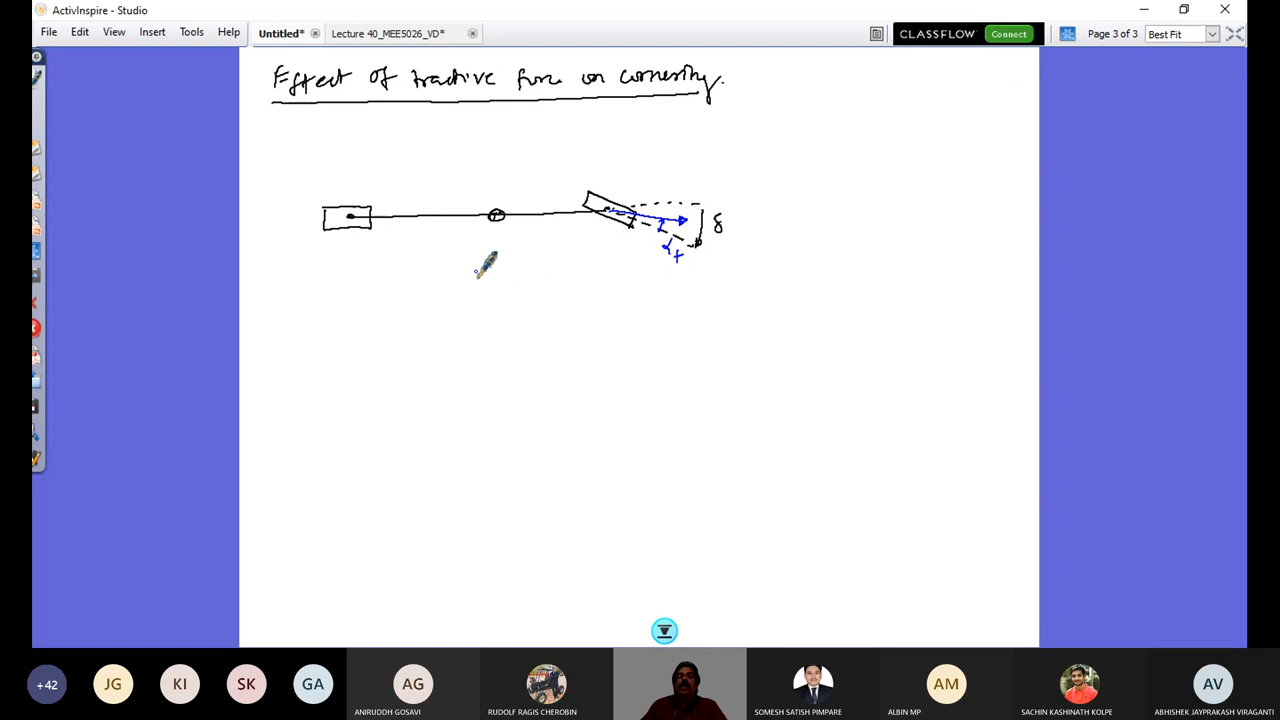 ActivInspire - Studio
File Edit View Insert Tools Help
Untitled* Lecture 40_MEE5026_VD*
CLASSFLOW Connect
Page 3 of 3 Best Fit
Effect of tractive force on cornering.
δ
αf
+42 JG KI SK GA AG AM AV
ANIRUDDH GOSAVI RUDOLF RAGIS CHEROBIN SOMESH SATISH PIMPARE ALBIN MP SACHIN KASHINATH KOLPE ABHISHEK JAYPRAKASH VIRAGANTI